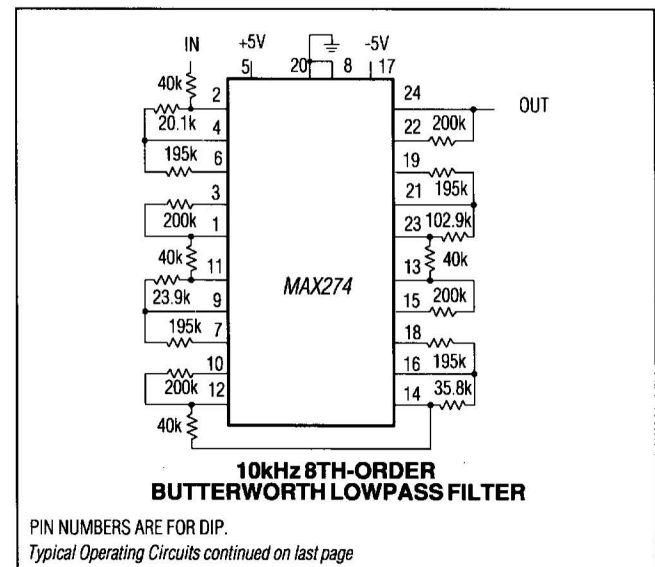 IN +5V -5V
5 20 8 17
40k
2 24
OUT
20.1k 4 22 200k
195k 6 19
3 21 195k
200k 1 23 102.9k
40k 11 13 40k
MAX274
23.9k 9 15 200k
195k 7 18
10 16 195k
200k 12 14 35.8k
40k
10kHz 8TH-ORDER
BUTTERWORTH LOWPASS FILTER
PIN NUMBERS ARE FOR DIP.
Typical Operating Circuits continued on last page